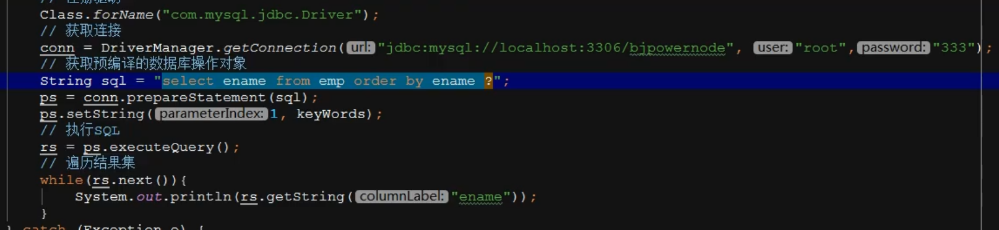 // 注册驱动
Class.forName("com.mysql.jdbc.Driver");
// 获取连接
conn = DriverManager.getConnection( url: "jdbc:mysql://localhost:3306/bjpowernode", user: "root", password: "333");
// 获取预编译的数据库操作对象
String sql = "select ename from emp order by ename ?";
ps = conn.prepareStatement(sql);
ps.setString( parameterIndex: 1, keyWords);
// 执行SQL
rs = ps.executeQuery();
// 遍历结果集
while(rs.next()){
System.out.println(rs.getString( columnLabel: "ename"));
}
} catch (Exception e) {